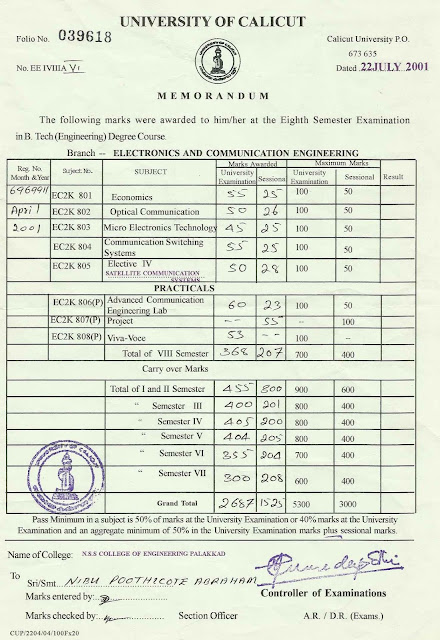 UNIVERSITY OF CALICUT
Folio No. 039618
Calicut University P.O.
673 635
No. EE IVIIIA VI
Dated 22 JULY 2001
MEMORANDUM
The following marks were awarded to him/her at the Eighth Semester Examination
in B. Tech (Engineering) Degree Course.
Branch -- ELECTRONICS AND COMMUNICATION ENGINEERING
Reg. No. Month &Year Subject. No. SUBJECT Marks Awarded Maximum Marks Result
University Examination Sessional University Examination Sessional
EC2K 801 Economics 55 25 100 50
April EC2K 802 Optical Communication 50 26 100 50
2001 EC2K 803 Micro Electronics Technology 45 25 100 50
EC2K 804 Communication Switching Systems 55 25 100 50
EC2K 805 Elective IV 50 28 100 50
SATELLITE COMMUNICATION SYSTEMS
PRACTICALS
EC2K 806(P) Advanced Communication Engineering Lab 60 23 100 50
EC2K 807(P) Project -- 55 -- 100
EC2K 808(P) Viva-Voce 53 -- 100 --
Total of VIII Semester 368 207 700 400
Carry over Marks
Total of I and II Semester 455 300 900 600
" Semester III 400 201 800 400
" Semester IV 405 200 800 400
" Semester V 404 205 800 400
" Semester VI 355 204 700 400
" Semester VII 300 208 600 400
Grand Total 2687 1525 5300 3000
Pass Minimum in a subject is 50% of marks at the University Examination or 40% marks at the University
Examination and an aggregate minimum of 50% in the University Examination marks plus sessional marks.
Name of College: N.S.S COLLEGE OF ENGINEERING PALAKKAD
To
Sri/Smt. NIBU POOTHICOTE ABRAHAM
Controller of Examinations
Marks entered by:
Marks checked by: Section Officer A.R. / D.R. (Exams.)
CUP/2204/04/100Fx20